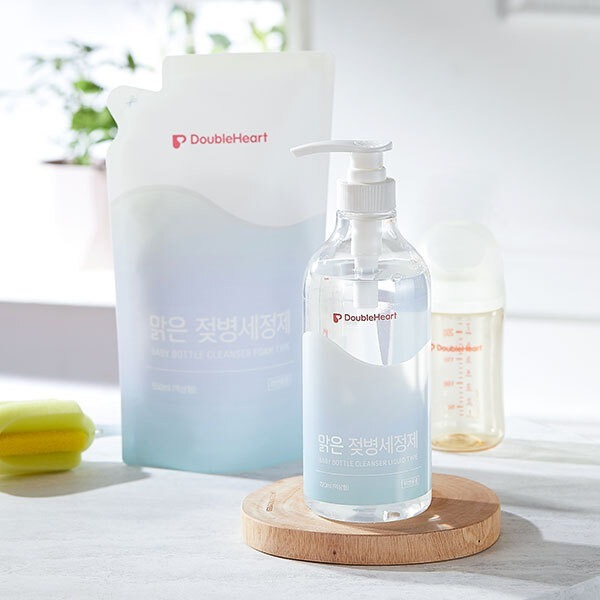 DoubleHeart
맑은 젖병세정제
BABY BOTTLE CLEANSER FOAM TYPE
DoubleHeart
맑은 젖병세정제
BABY BOTTLE CLEANSER LIQUID TYPE
DoubleHeart